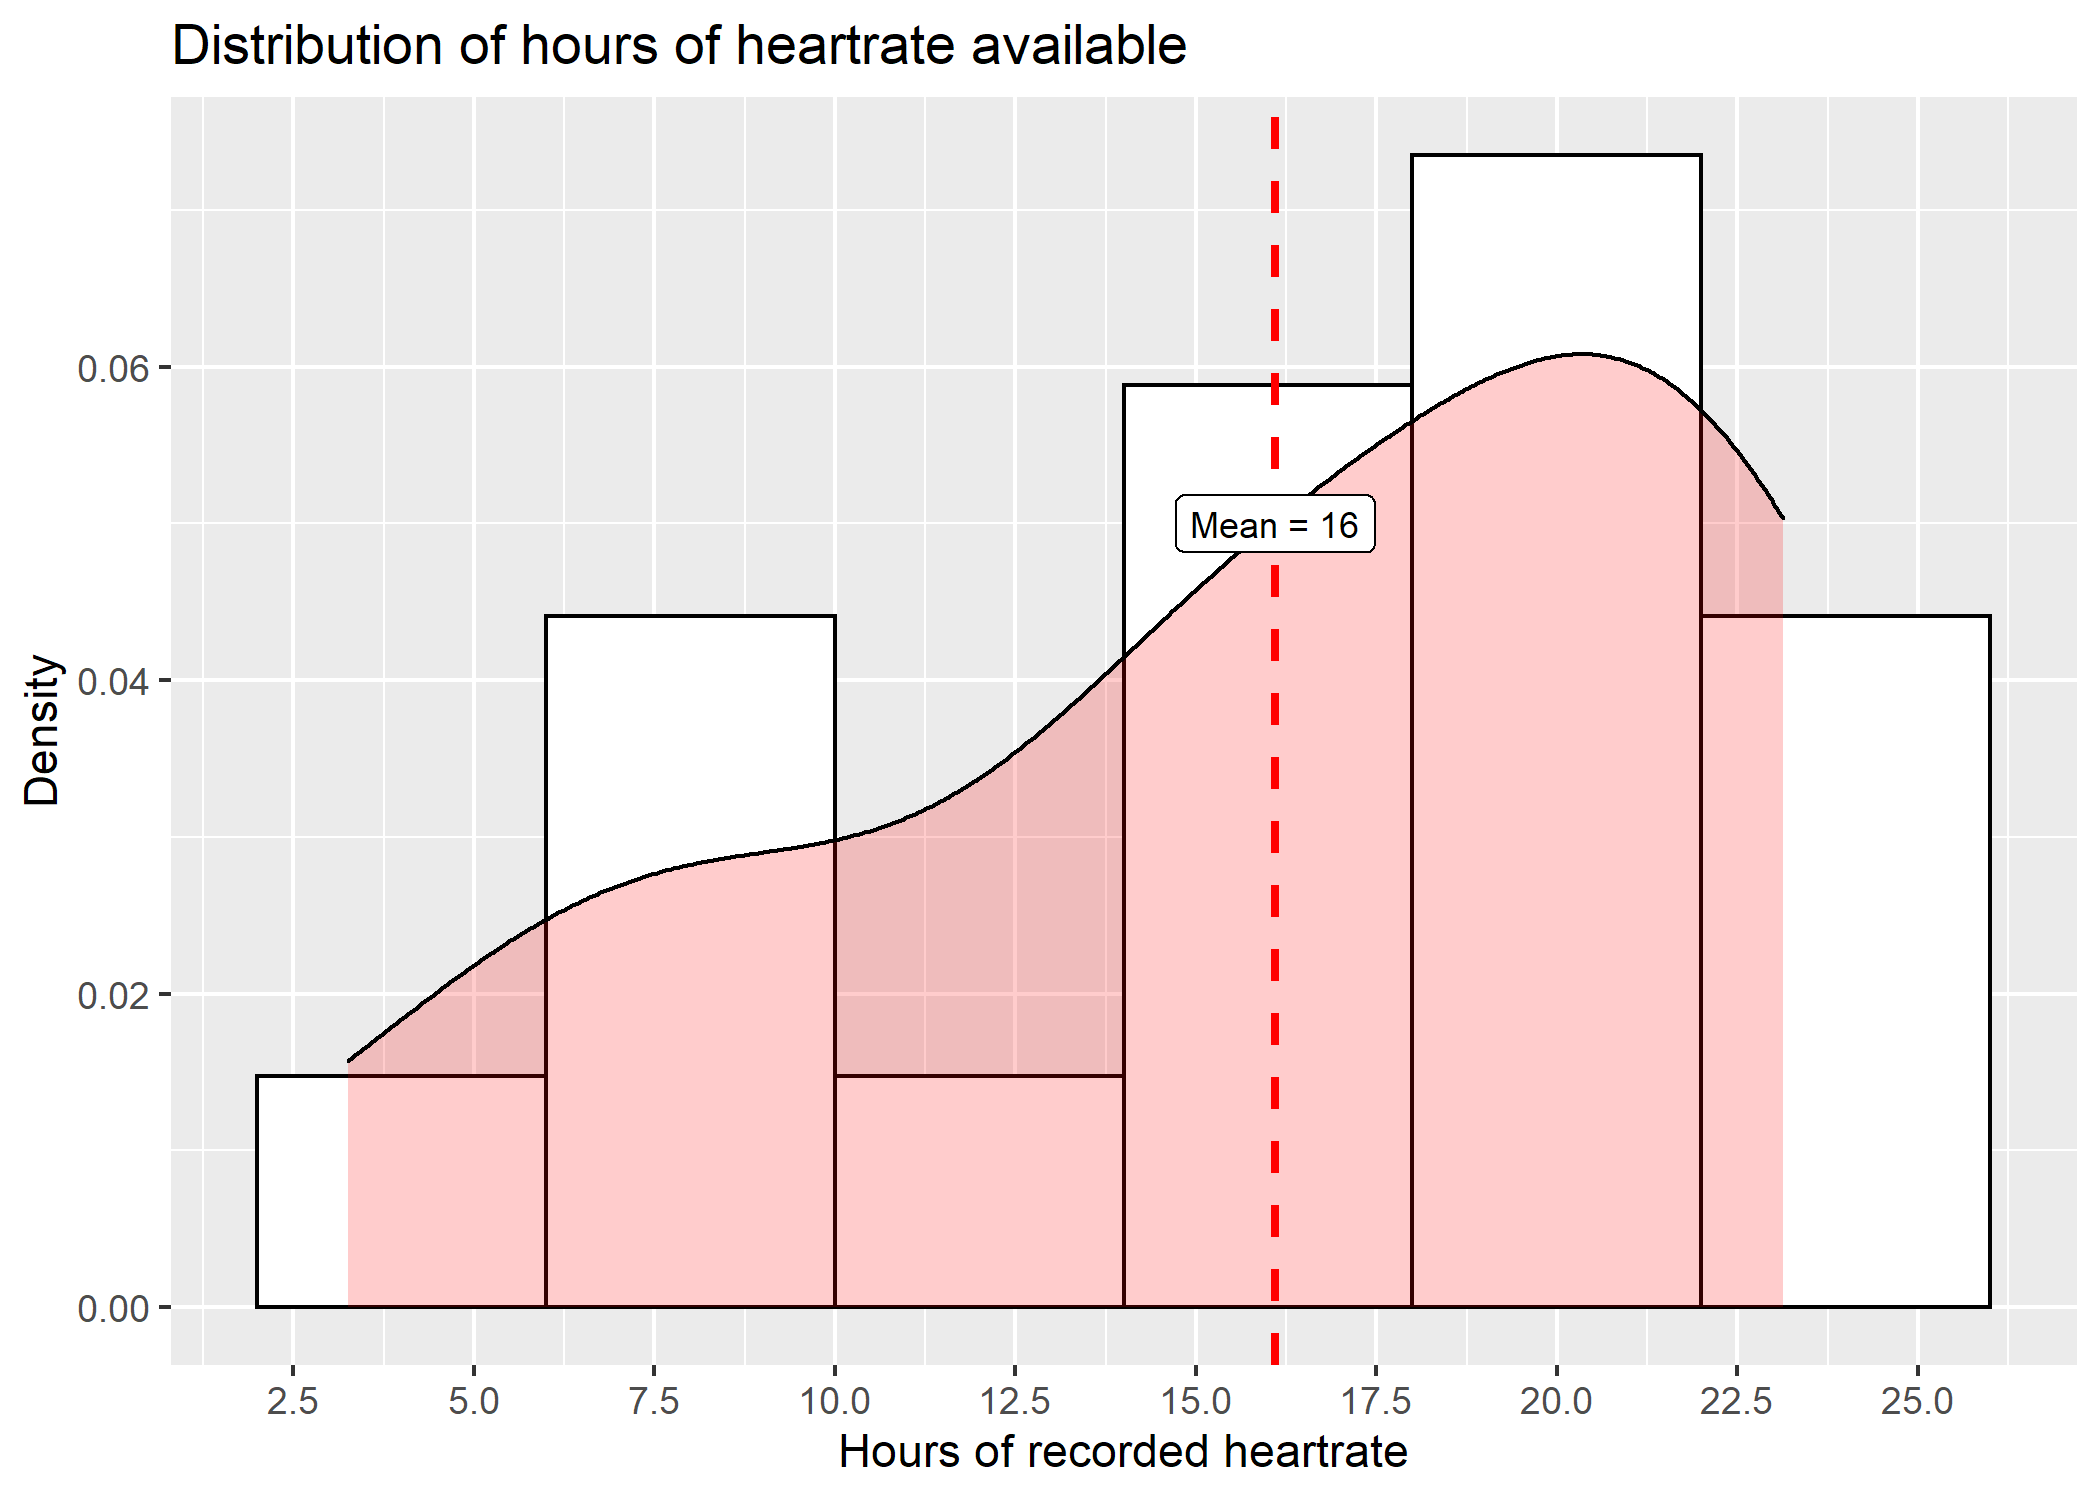 Distribution of hours of heartrate available
Density
0.06
0.04
0.02
0.00
Mean = 16
2.5 5.0 7.5 10.0 12.5 15.0 17.5 20.0 22.5 25.0
Hours of recorded heartrate